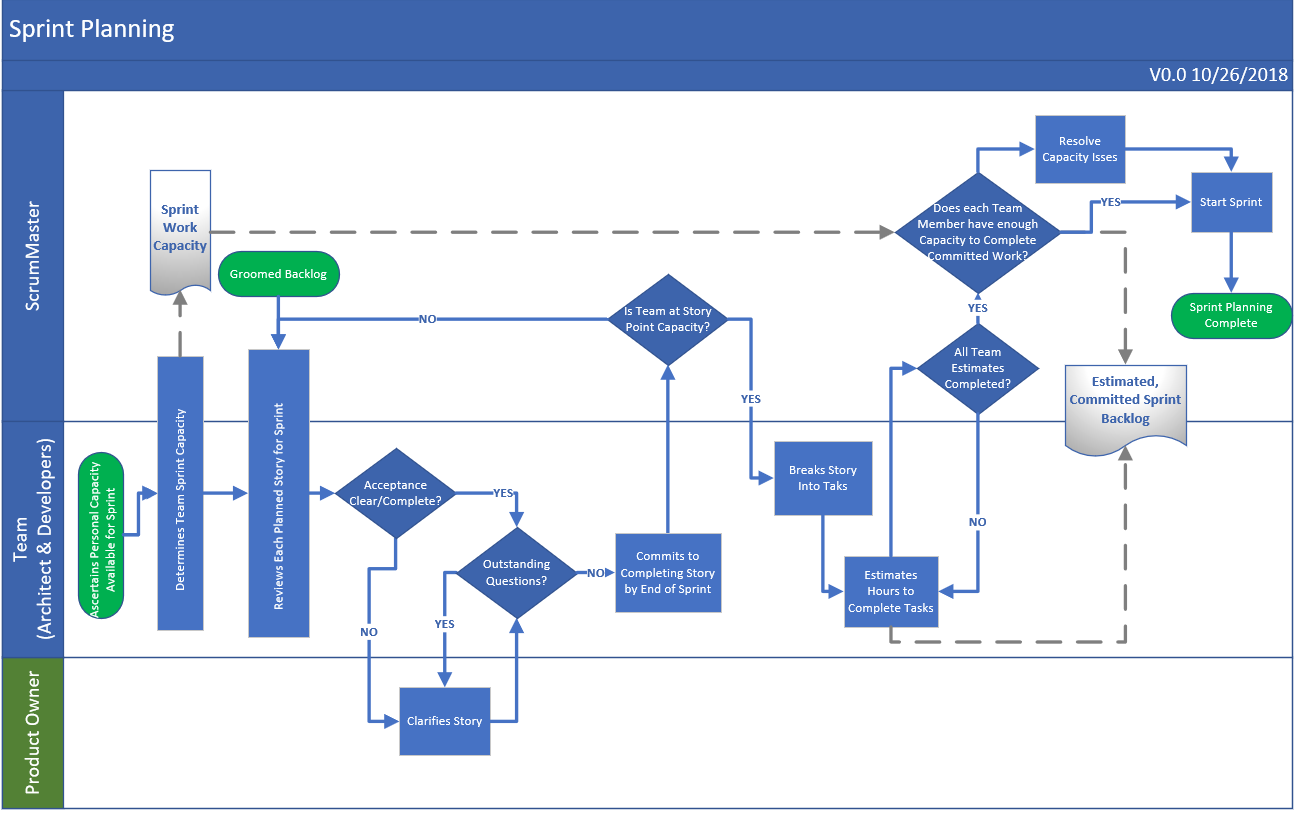 Sprint Planning
V0.0 10/26/2018
ScrumMaster
Resolve
Capacity Isses
Sprint
Work
Capacity
Does each Team
Member have enough
Capacity to Complete
Committed Work?
YES
Start Sprint
Groomed Backlog
Is Team at Story
Point Capacity?
NO
YES
YES
Sprint Planning
Complete
All Team
Estimates
Completed?
Estimated,
Committed Sprint
Backlog
Team
(Architect & Developers)
Ascertains Personal Capacity
Available for Sprint
Determines Team Sprint Capacity
Reviews Each Planned Story for Sprint
Acceptance
Clear/Complete?
YES
Breaks Story
Into Taks
NO
Outstanding
Questions?
NO
Commits to
Completing Story
by End of Sprint
Estimates
Hours to
Complete Tasks
NO
YES
Product Owner
Clarifies Story